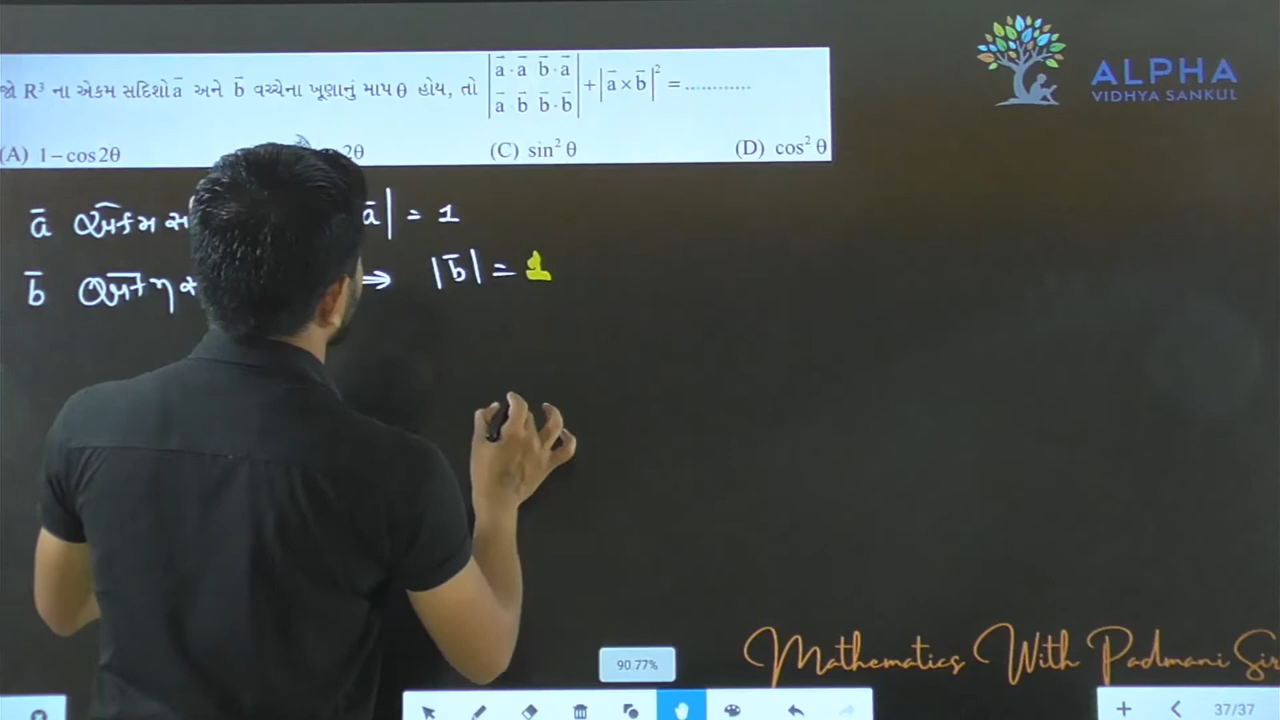 ALPHA
VIDHYA SANKUL
જો R³ ના એકમ સદિશો a⃗ અને b⃗ વચ્ચેના ખૂણાનું માપ θ હોય, તો | a⃗·a⃗ b⃗·a⃗ | + |a⃗×b⃗|² = ............
| a⃗ b⃗ b⃗·b⃗ |
(A) 1−cos2θ 2θ (C) sin² θ (D) cos² θ
ā એકમ ā| = 1
b̄ ⇒ |b̄| = 1
Mathematics With Padmani Sir
90.77%
37/37